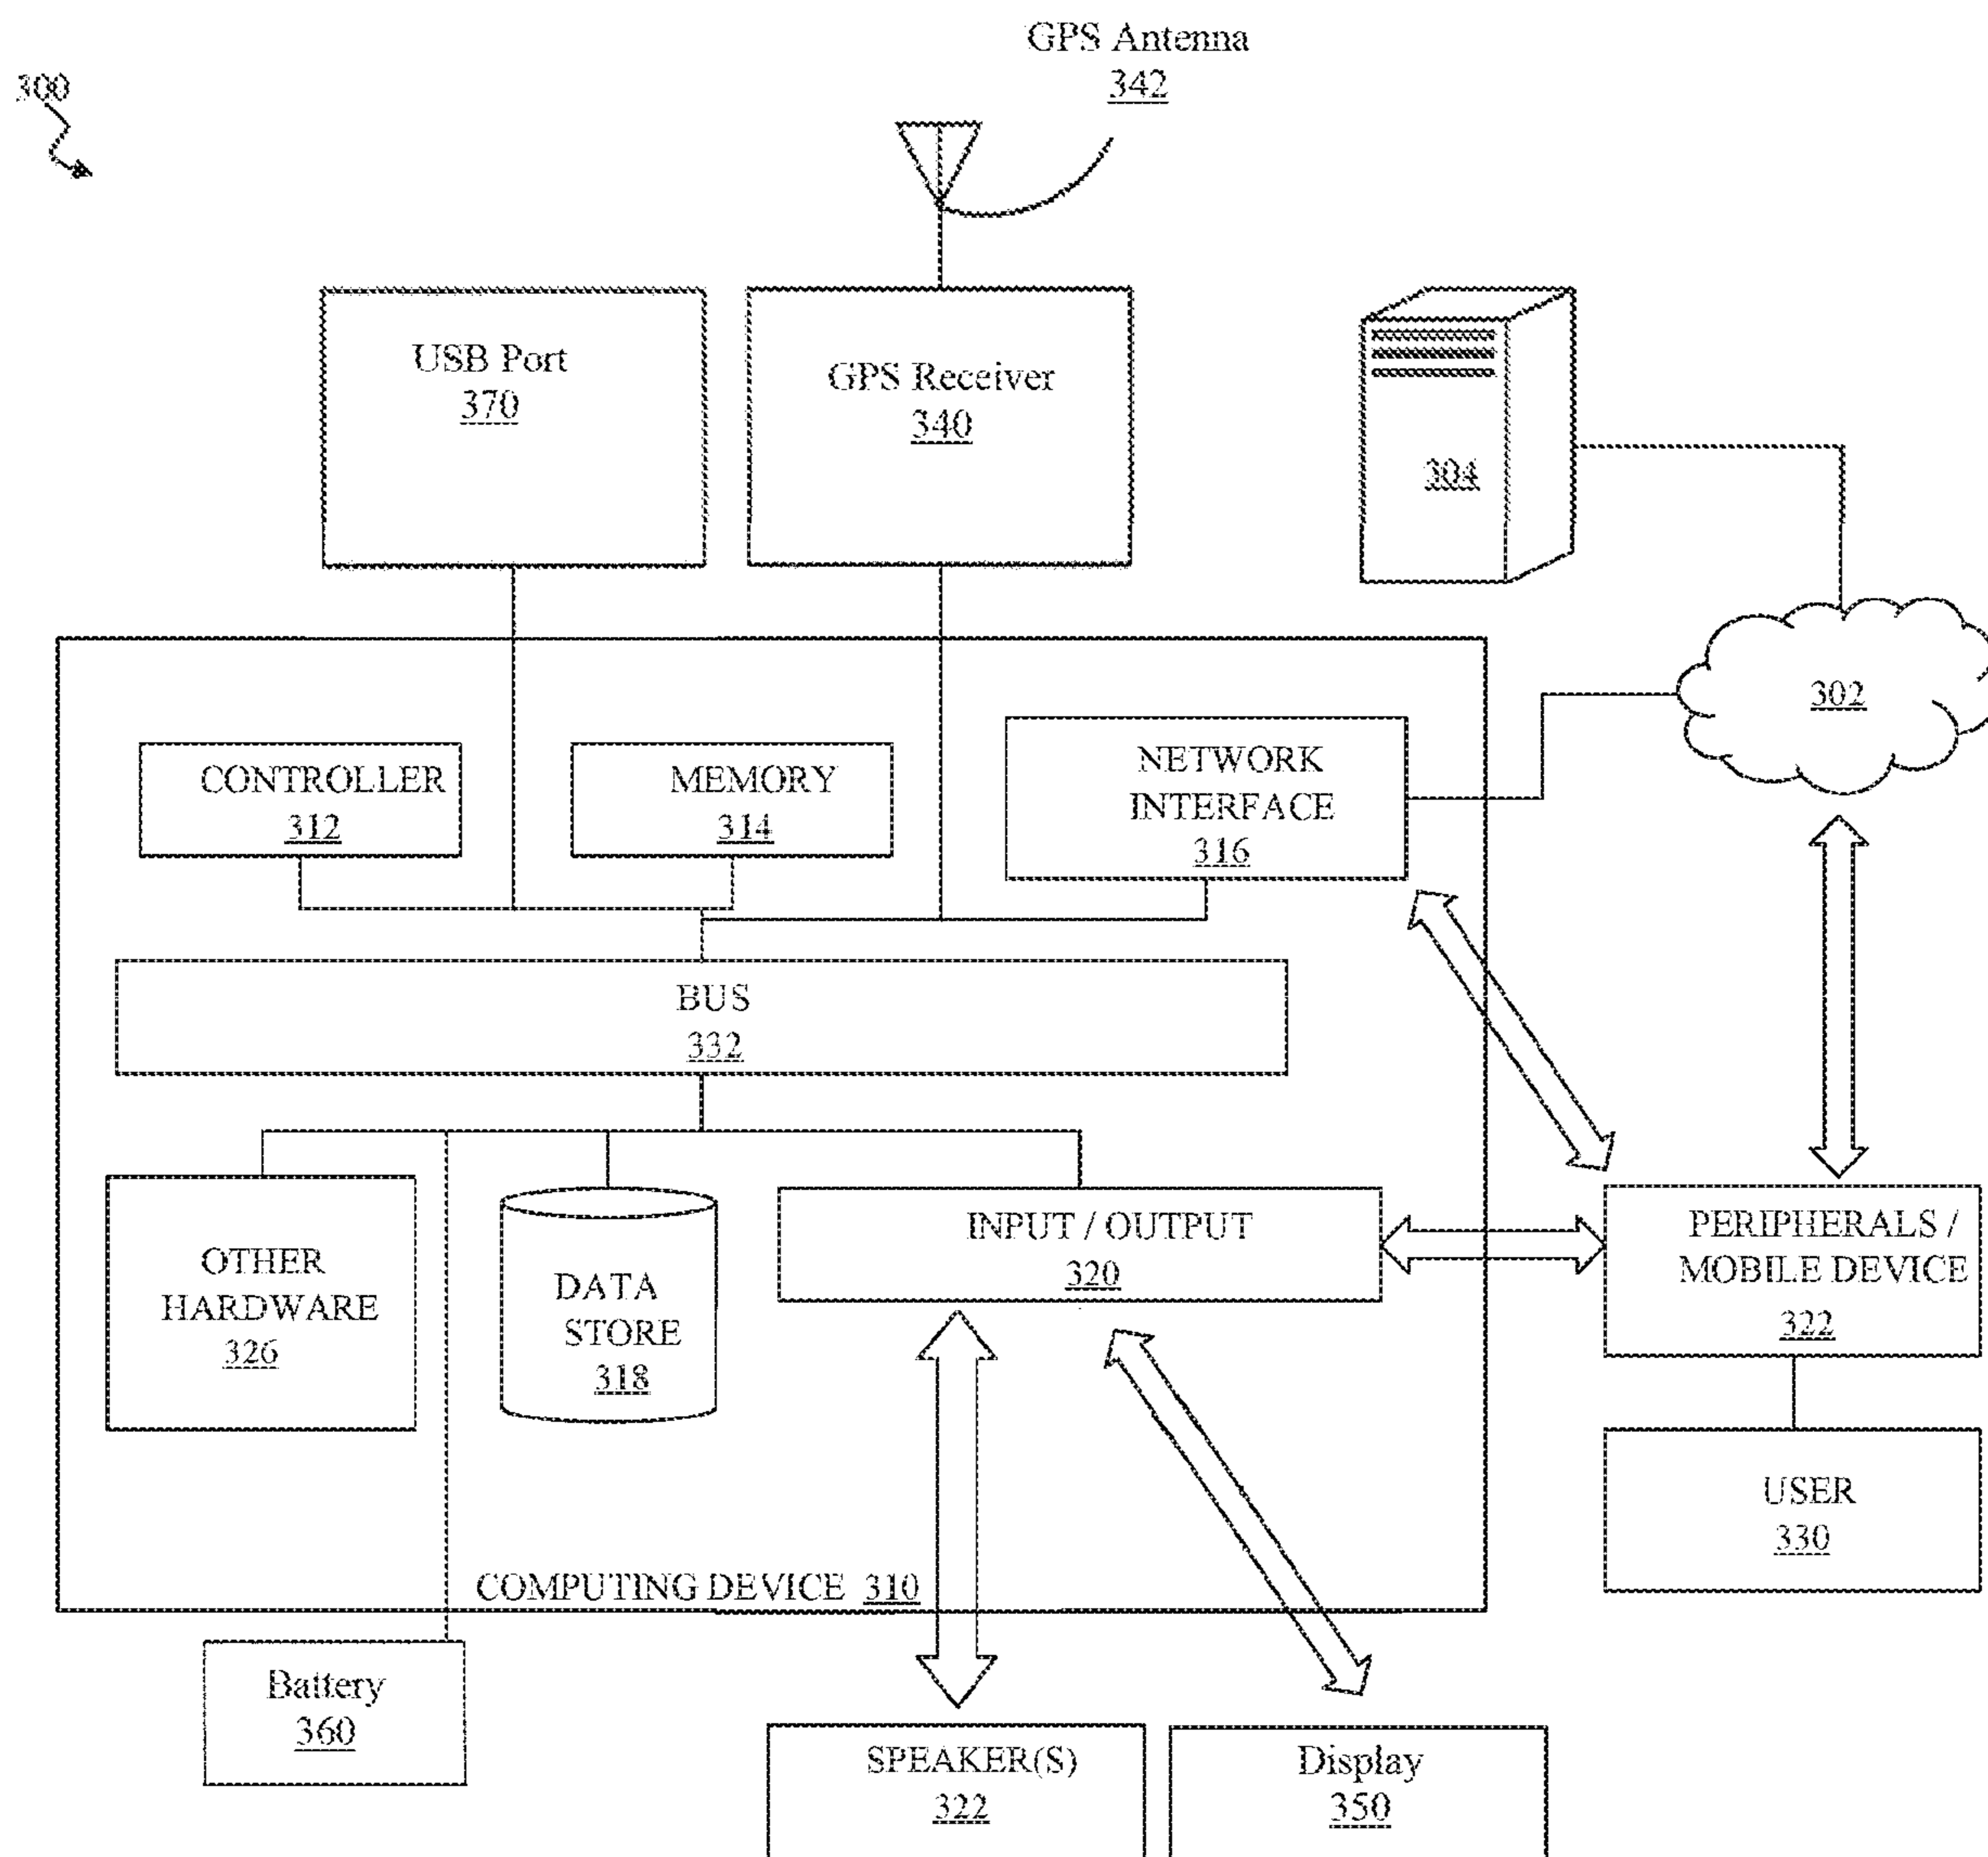 GPS Antenna
342
300
USB Port
370
GPS Receiver
340
304
302
CONTROLLER
312
MEMORY
314
NETWORK
INTERFACE
316
BUS
332
OTHER
HARDWARE
326
DATA
STORE
318
INPUT / OUTPUT
320
PERIPHERALS /
MOBILE DEVICE
322
USER
330
COMPUTING DEVICE 310
Battery
360
SPEAKER(S)
322
Display
350